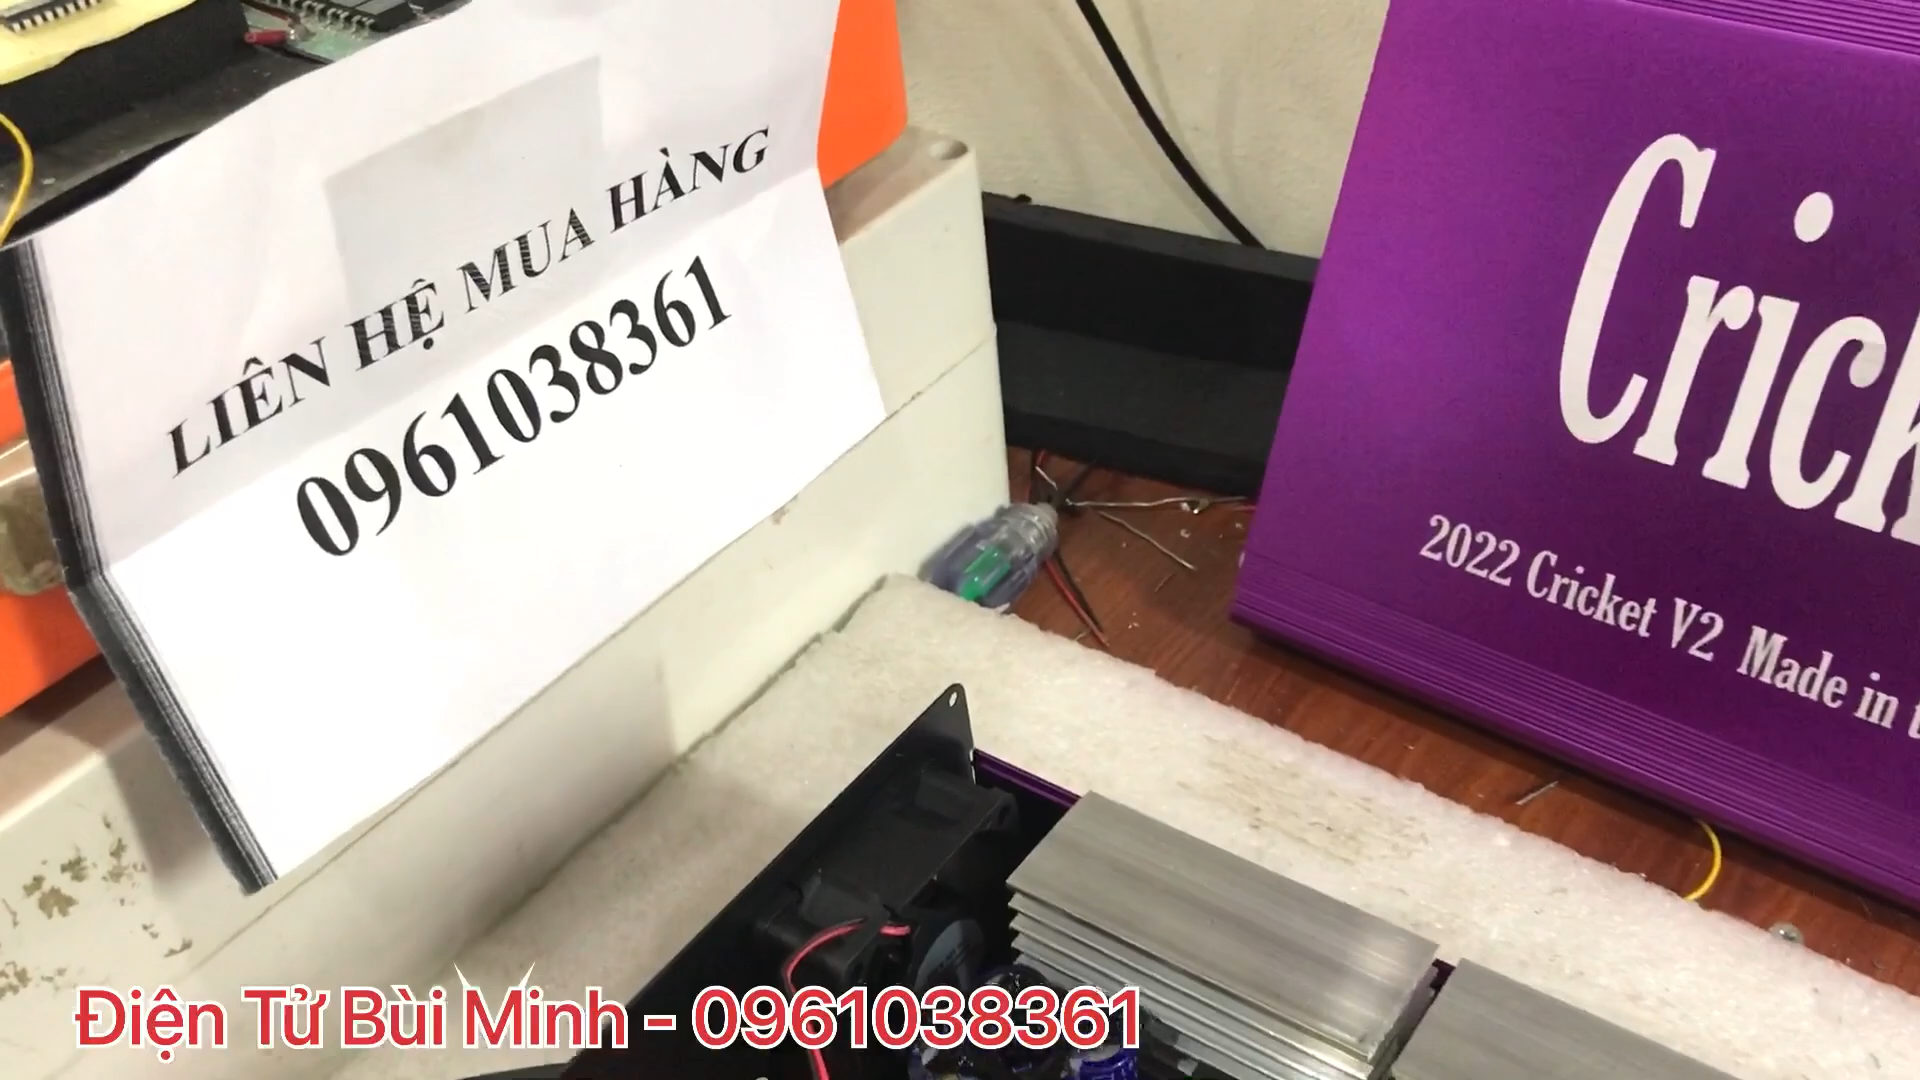 LIÊN HỆ MUA HÀNG
0961038361
Crick
2022 Cricket V2 Made in t
Điện Tử Bùi Minh - 0961038361